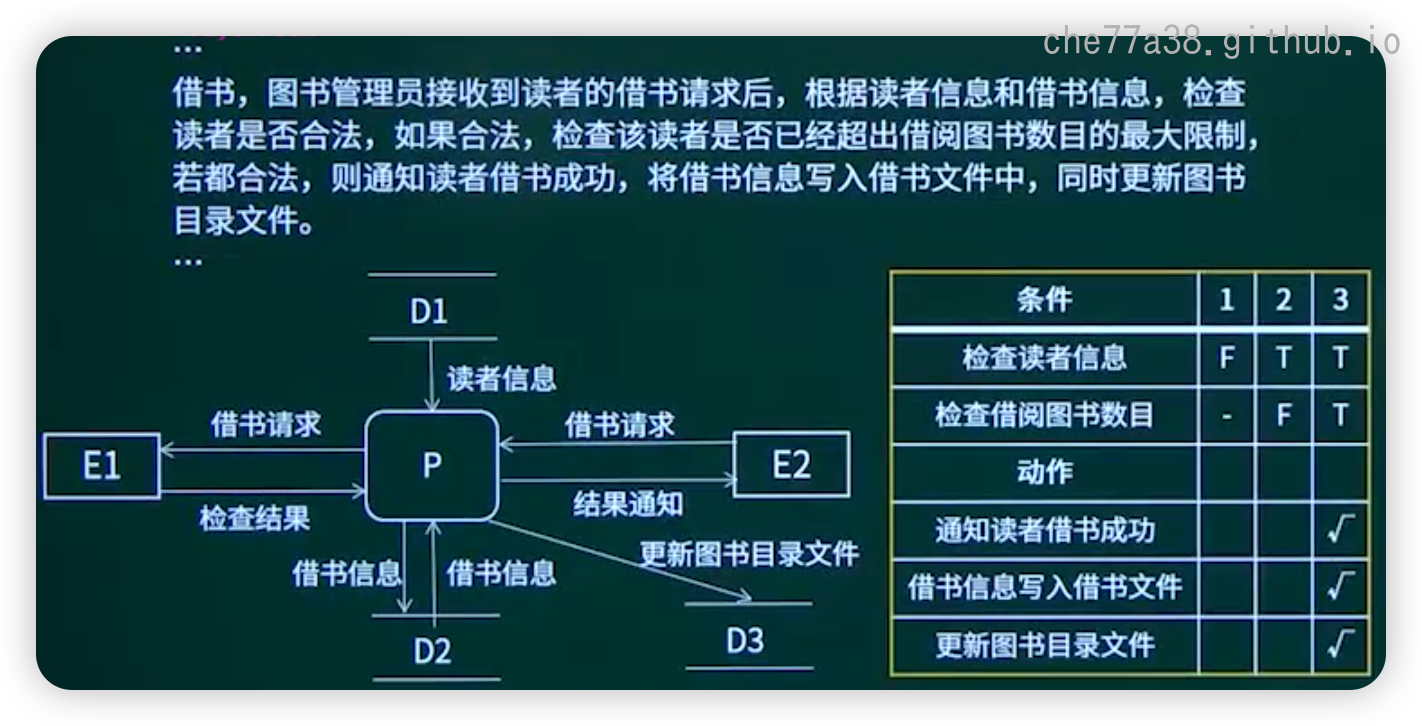 che77a38.github.io
...
借书，图书管理员接收到读者的借书请求后，根据读者信息和借书信息，检查
读者是否合法，如果合法，检查该读者是否已经超出借阅图书数目的最大限制，
若都合法，则通知读者借书成功，将借书信息写入借书文件中，同时更新图书
目录文件。
...
D1
读者信息
借书请求
借书请求
E1
P
E2
检查结果
结果通知
借书信息
借书信息
更新图书目录文件
D2
D3
条件 1 2 3
检查读者信息 F T T
检查借阅图书数目 - F T
动作
通知读者借书成功 √
借书信息写入借书文件 √
更新图书目录文件 √